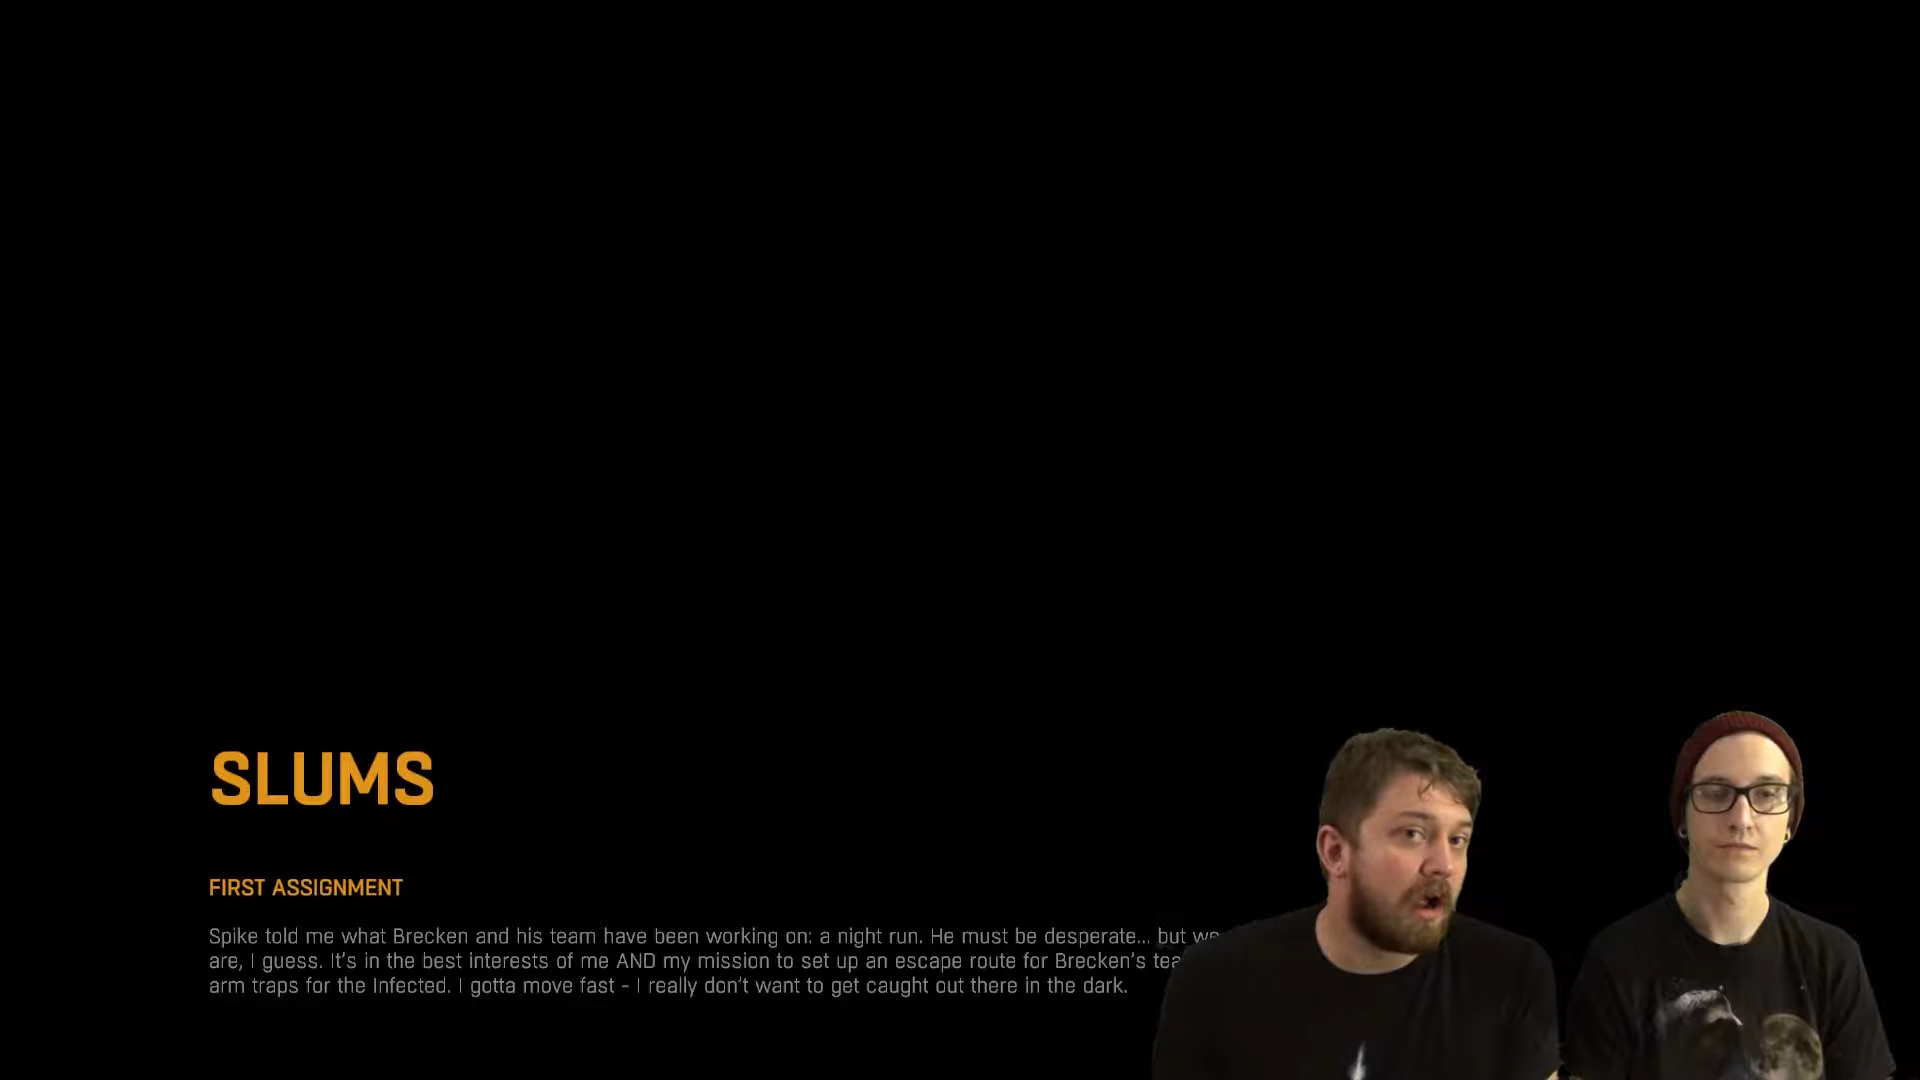 SLUMS
FIRST ASSIGNMENT
Spike told me what Brecken and his team have been working on: a night run. He must be desperate... but we
are, I guess. It's in the best interests of me AND my mission to set up an escape route for Brecken's
arm traps for the Infected. I gotta move fast - I really don't want to get caught out there in the dark.